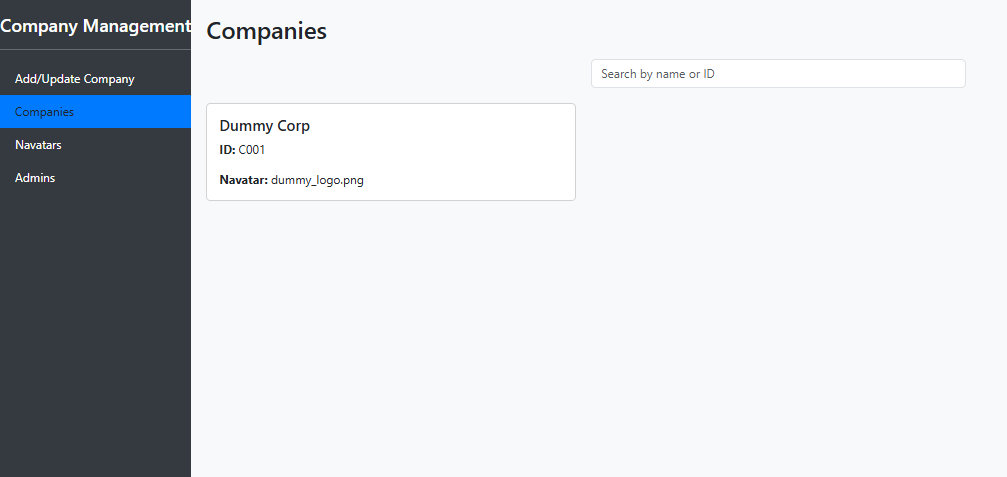 Company Management
Add/Update Company
Companies
Navatars
Admins
Companies
Search by name or ID
Dummy Corp
ID: C001
Navatar: dummy_logo.png